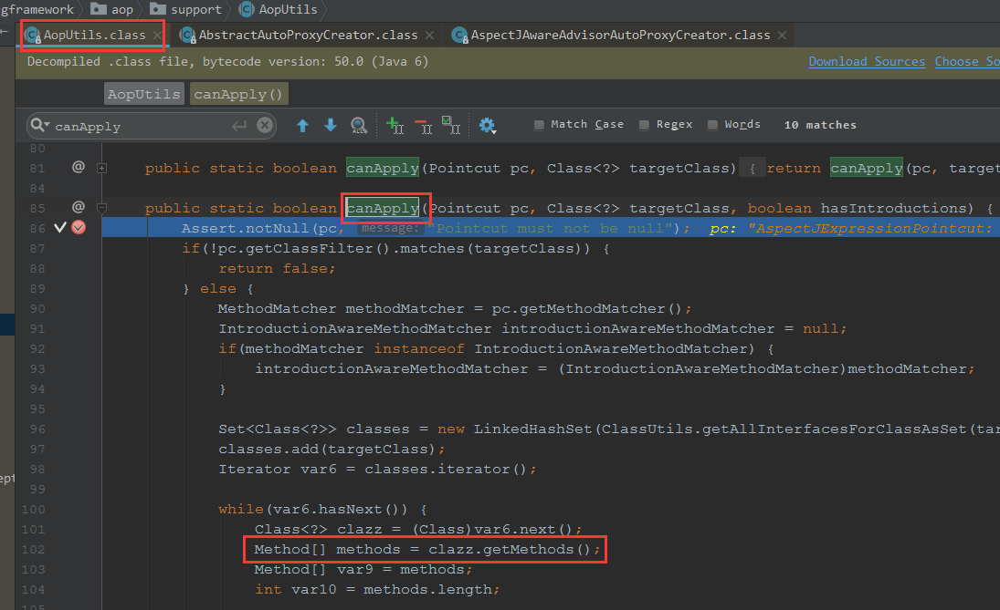 gframework aop support AopUtils
AopUtils.class AbstractAutoProxyCreator.class AspectJAwareAdvisorAutoProxyCreator.class
Decompiled .class file, bytecode version: 50.0 (Java 6) Download Sources Choose So
AopUtils canApply()
canApply Match Case Regex Words 10 matches
80
81 @ public static boolean canApply(Pointcut pc, Class<?> targetClass) { return canApply(pc, target
84
85 @ public static boolean canApply(Pointcut pc, Class<?> targetClass, boolean hasIntroductions) {
86 Assert.notNull(pc, message: "Pointcut must not be null"); pc: "AspectJExpressionPointcut:
87 if(!pc.getClassFilter().matches(targetClass)) {
88 return false;
89 } else {
90 MethodMatcher methodMatcher = pc.getMethodMatcher();
91 IntroductionAwareMethodMatcher introductionAwareMethodMatcher = null;
92 if(methodMatcher instanceof IntroductionAwareMethodMatcher) {
93 introductionAwareMethodMatcher = (IntroductionAwareMethodMatcher)methodMatcher;
94 }
95
96 Set<Class<?>> classes = new LinkedHashSet(ClassUtils.getAllInterfacesForClassAsSet(tar
97 classes.add(targetClass);
98 Iterator var6 = classes.iterator();
99
ept
100 while(var6.hasNext()) {
101 Class<?> clazz = (Class)var6.next();
102 Method[] methods = clazz.getMethods();
103 Method[] var9 = methods;
104 int var10 = methods.length;
105